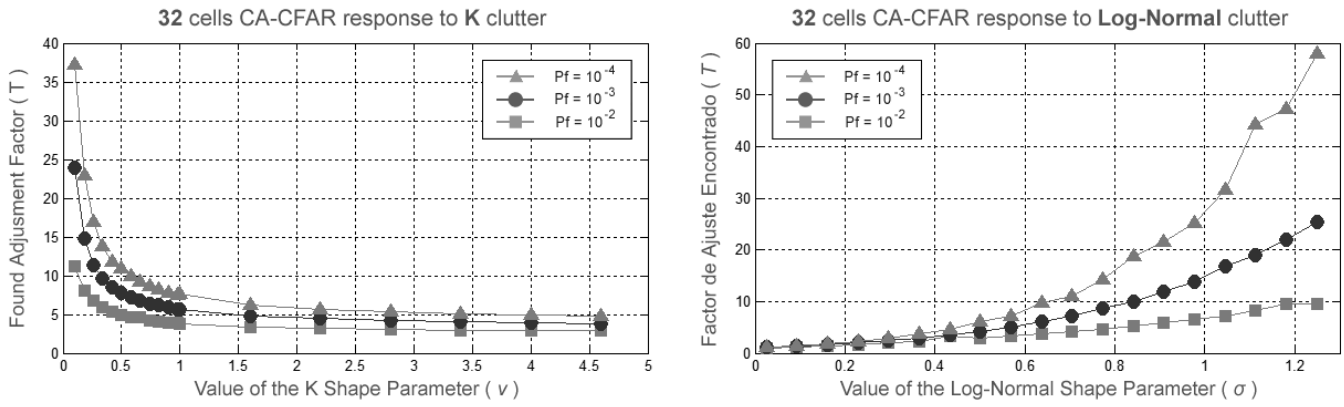 32 cells CA-CFAR response to K clutter
40
35
30
25
20
15
10
5
0
Found Adjusment Factor ( T )
Pf = 10⁻⁴
Pf = 10⁻³
Pf = 10⁻²
0 0.5 1.0 1.5 2 2.5 3 3.5 4 4.5 5
Value of the K Shape Parameter ( v )
32 cells CA-CFAR response to Log-Normal clutter
60
50
40
30
20
10
0
Factor de Ajuste Encontrado ( T )
Pf = 10⁻⁴
Pf = 10⁻³
Pf = 10⁻²
0 0.2 0.4 0.6 0.8 1 1.2
Value of the Log-Normal Shape Parameter ( σ )